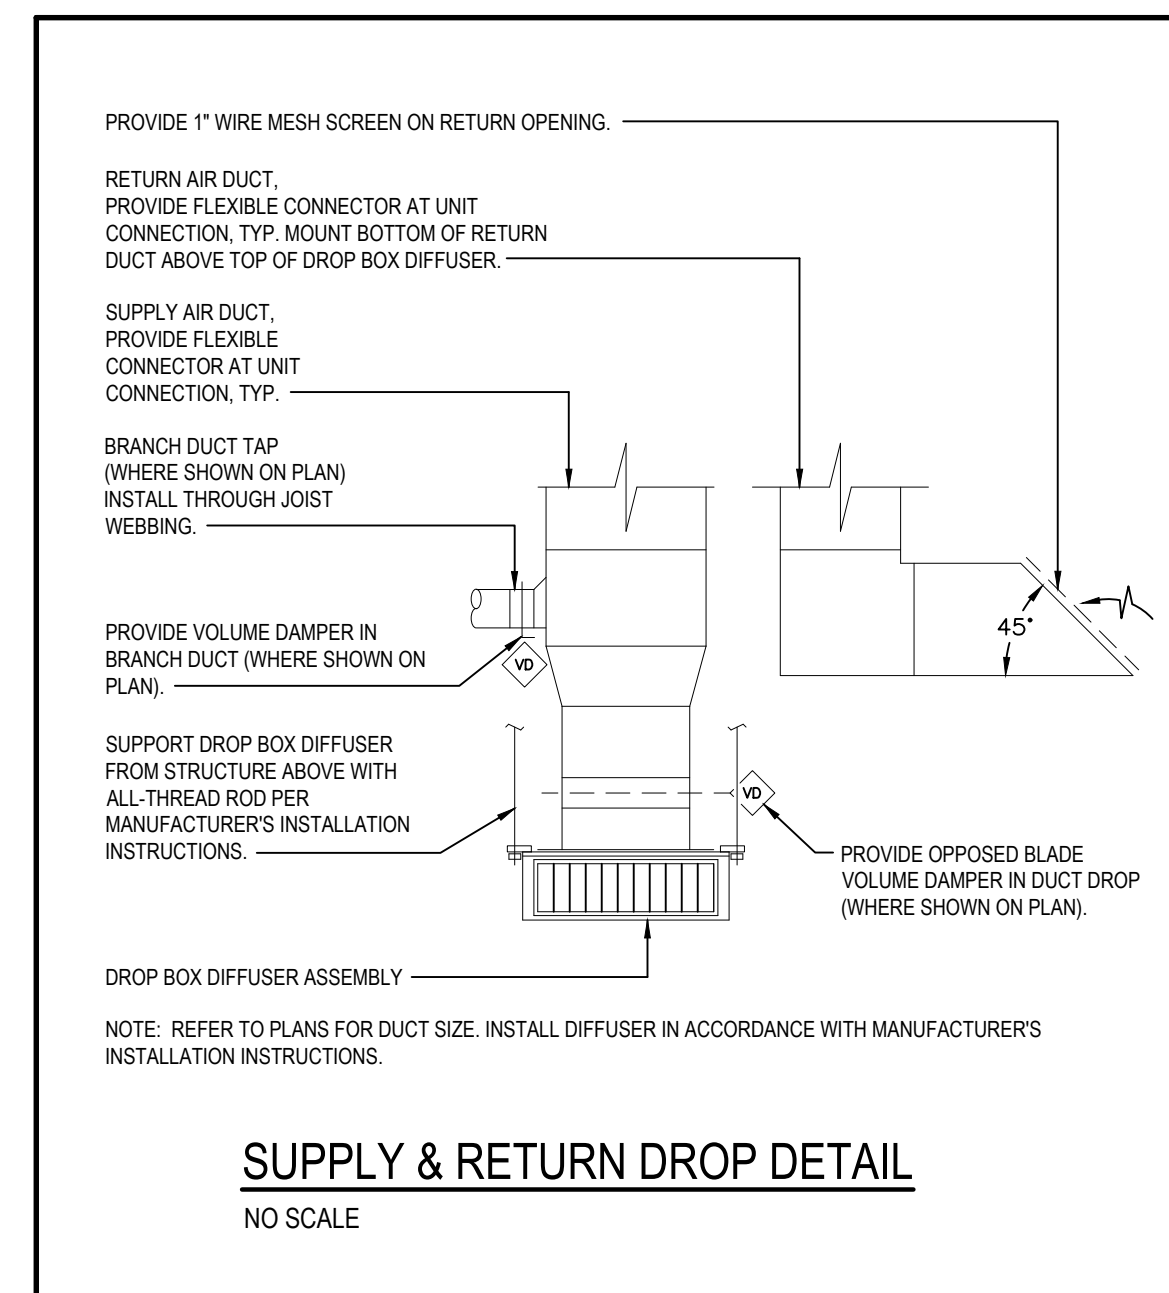 PROVIDE 1" WIRE MESH SCREEN ON RETURN OPENING.
RETURN AIR DUCT,
PROVIDE FLEXIBLE CONNECTOR AT UNIT
CONNECTION, TYP. MOUNT BOTTOM OF RETURN
DUCT ABOVE TOP OF DROP BOX DIFFUSER.
SUPPLY AIR DUCT,
PROVIDE FLEXIBLE
CONNECTOR AT UNIT
CONNECTION, TYP.
BRANCH DUCT TAP
(WHERE SHOWN ON PLAN)
INSTALL THROUGH JOIST
WEBBING.
45°
PROVIDE VOLUME DAMPER IN
BRANCH DUCT (WHERE SHOWN ON
PLAN).
VD
SUPPORT DROP BOX DIFFUSER
FROM STRUCTURE ABOVE WITH
ALL-THREAD ROD PER
MANUFACTURER'S INSTALLATION
INSTRUCTIONS.
VD
PROVIDE OPPOSED BLADE
VOLUME DAMPER IN DUCT DROP
(WHERE SHOWN ON PLAN).
DROP BOX DIFFUSER ASSEMBLY
NOTE: REFER TO PLANS FOR DUCT SIZE. INSTALL DIFFUSER IN ACCORDANCE WITH MANUFACTURER'S
INSTALLATION INSTRUCTIONS.
SUPPLY & RETURN DROP DETAIL
NO SCALE